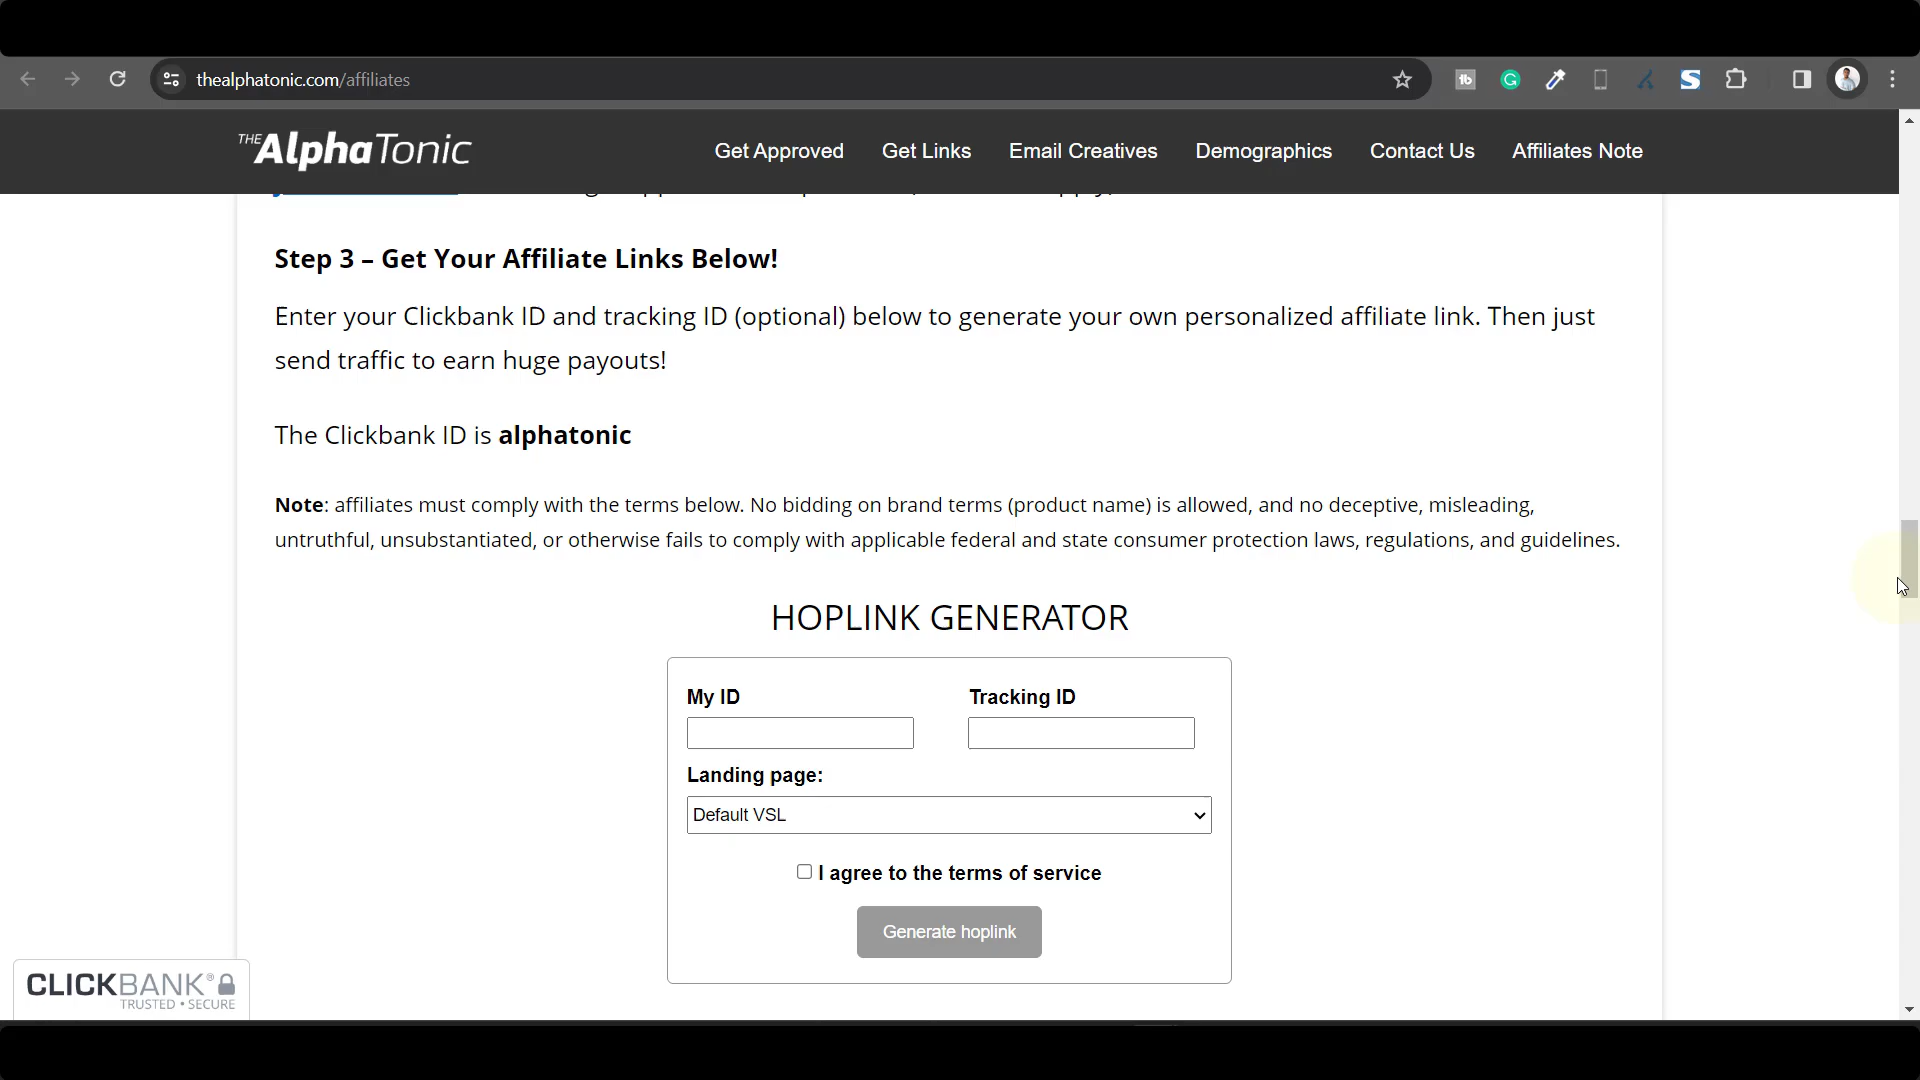 thealphatonic.com/affiliates
THE AlphaTonic
Get Approved
Get Links
Email Creatives
Demographics
Contact Us
Affiliates Note
Step 3 – Get Your Affiliate Links Below!
Enter your Clickbank ID and tracking ID (optional) below to generate your own personalized affiliate link. Then just
send traffic to earn huge payouts!
The Clickbank ID is alphatonic
Note: affiliates must comply with the terms below. No bidding on brand terms (product name) is allowed, and no deceptive, misleading,
untruthful, unsubstantiated, or otherwise fails to comply with applicable federal and state consumer protection laws, regulations, and guidelines.
HOPLINK GENERATOR
My ID
Tracking ID
Landing page:
Default VSL
I agree to the terms of service
Generate hoplink
CLICKBANK®
TRUSTED • SECURE